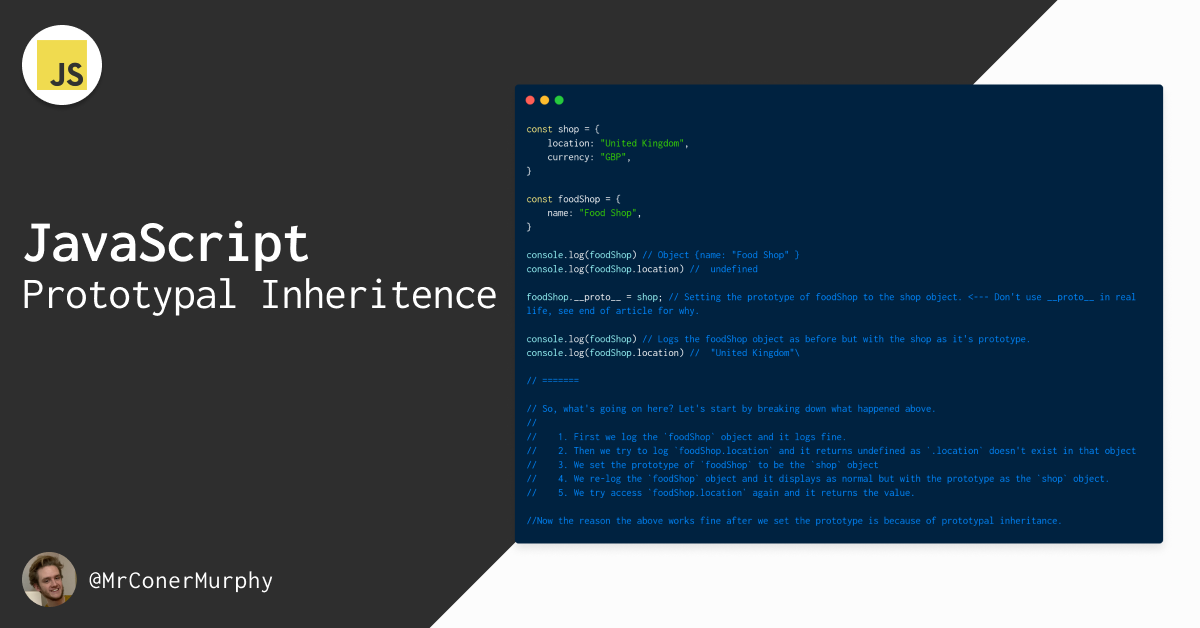 JS
JavaScript
Prototypal Inheritence
const shop = {
    location: "United Kingdom",
    currency: "GBP",
}
const foodShop = {
    name: "Food Shop",
}
console.log(foodShop) // Object {name: "Food Shop" }
console.log(foodShop.location) //  undefined
foodShop.__proto__ = shop; // Setting the prototype of foodShop to the shop object. <--- Don't use __proto__ in real
life, see end of article for why.
console.log(foodShop) // Logs the foodShop object as before but with the shop as it's prototype.
console.log(foodShop.location) //  "United Kingdom"\
// =======
// So, what's going on here? Let's start by breaking down what happened above.
//
//    1. First we log the `foodShop` object and it logs fine.
//    2. Then we try to log `foodShop.location` and it returns undefined as `.location` doesn't exist in that object
//    3. We set the prototype of `foodShop` to be the `shop` object
//    4. We re-log the `foodShop` object and it displays as normal but with the prototype as the `shop` object.
//    5. We try access `foodShop.location` again and it returns the value.
//Now the reason the above works fine after we set the prototype is because of prototypal inheritance.
@MrConerMurphy